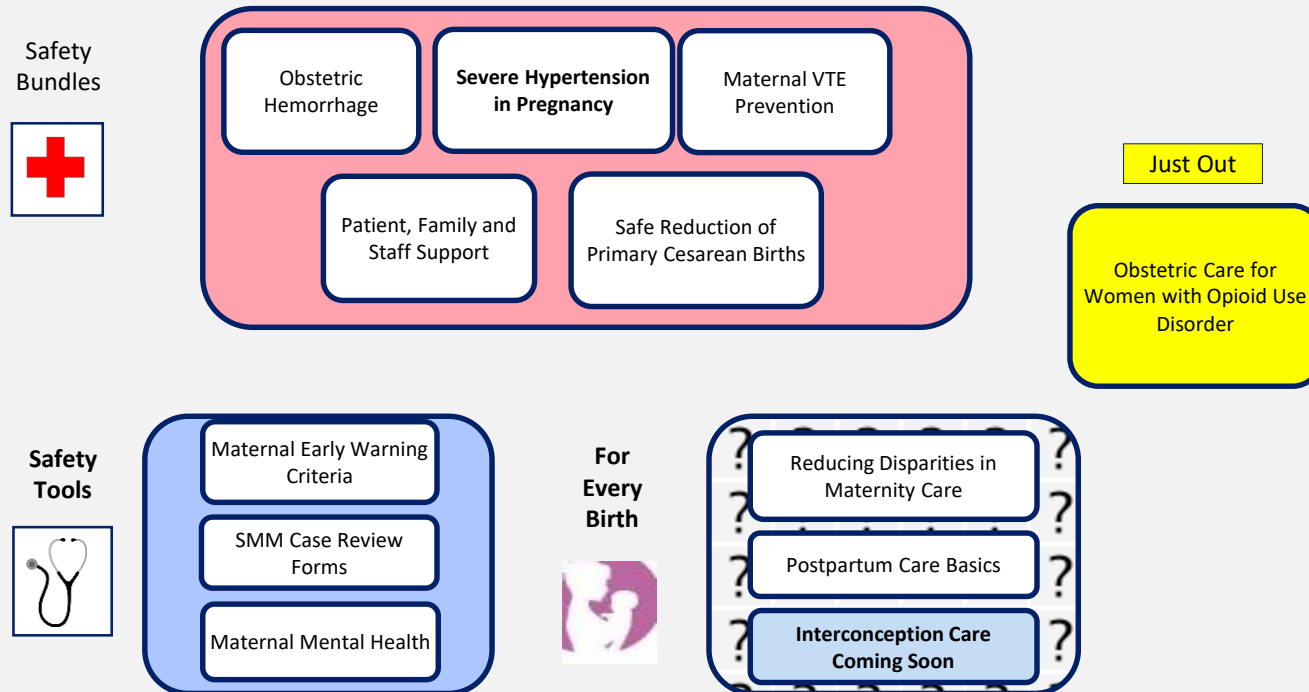 Safety
Bundles
Obstetric
Hemorrhage
Severe Hypertension
in Pregnancy
Maternal VTE
Prevention
Patient, Family and
Staff Support
Safe Reduction of
Primary Cesarean Births
Just Out
Obstetric Care for
Women with Opioid Use
Disorder
Safety
Tools
Maternal Early Warning
Criteria
SMM Case Review
Forms
Maternal Mental Health
For
Every
Birth
Reducing Disparities in
Maternity Care
Postpartum Care Basics
Interconception Care
Coming Soon